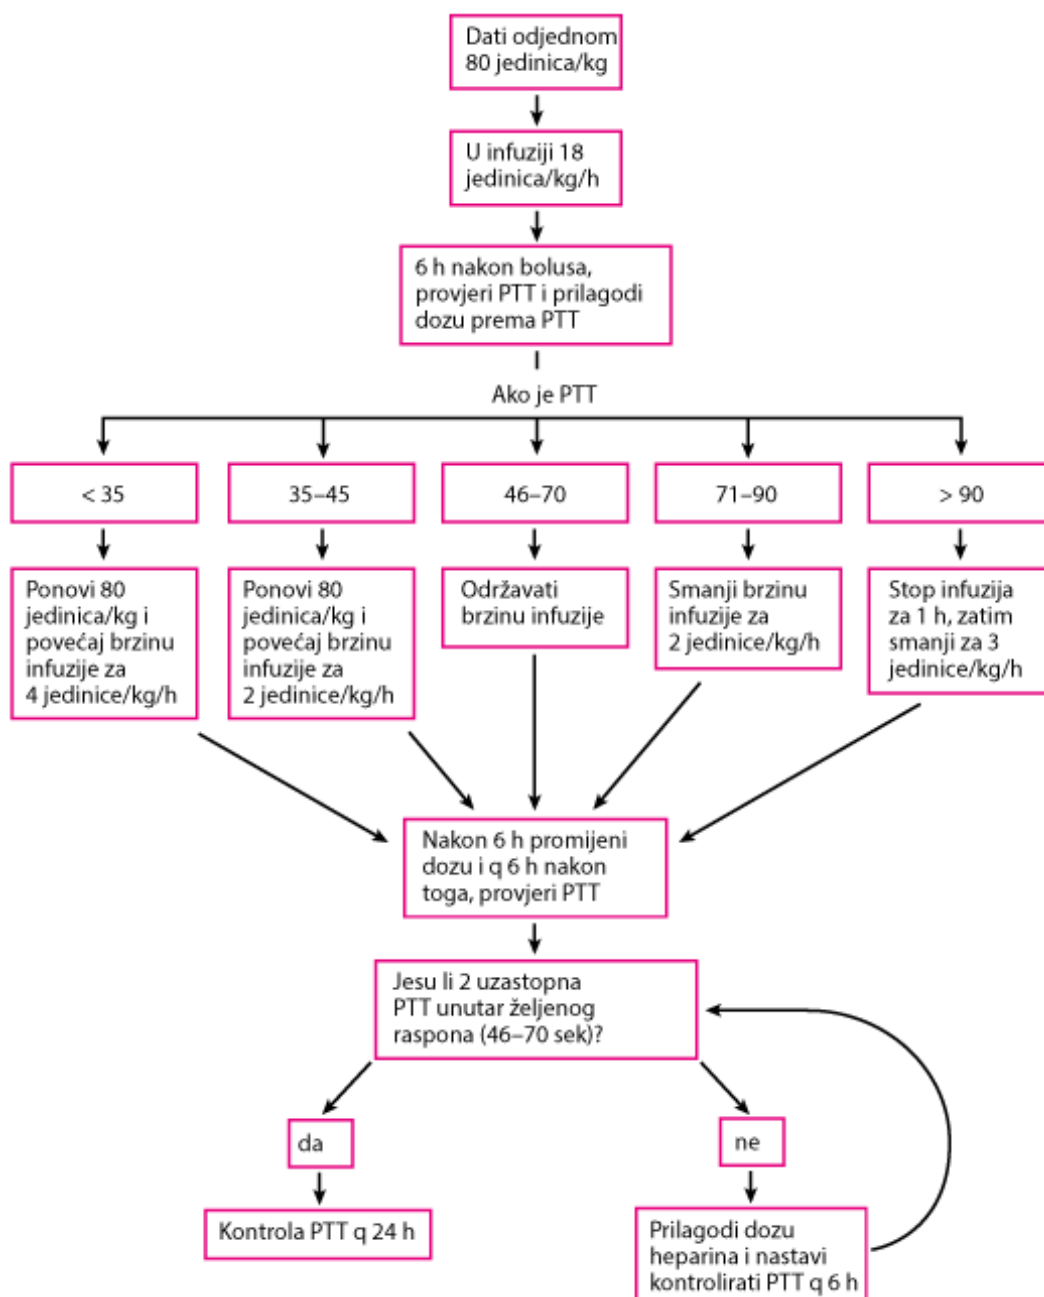 Dati odjednom
80 jedinica/kg
U infuziji 18
jedinica/kg/h
6 h nakon bolusa,
provjeri PTT i prilagodi
dozu prema PTT
Ako je PTT
< 35
35–45
46–70
71–90
> 90
Ponovi 80
jedinica/kg i
povećaj brzinu
infuzije za
4 jedinice/kg/h
Ponovi 80
jedinica/kg i
povećaj brzinu
infuzije za
2 jedinice/kg/h
Održavati
brzinu infuzije
Smanji brzinu
infuzije za
2 jedinice/kg/h
Stop infuzija
za 1 h, zatim
smanji za 3
jedinice/kg/h
Nakon 6 h promijeni
dozu i q 6 h nakon
toga, provjeri PTT
Jesu li 2 uzastopna
PTT unutar željenog
raspona (46–70 sek)?
da
ne
Kontrola PTT q 24 h
Prilagodi dozu
heparina i nastavi
kontrolirati PTT q 6 h